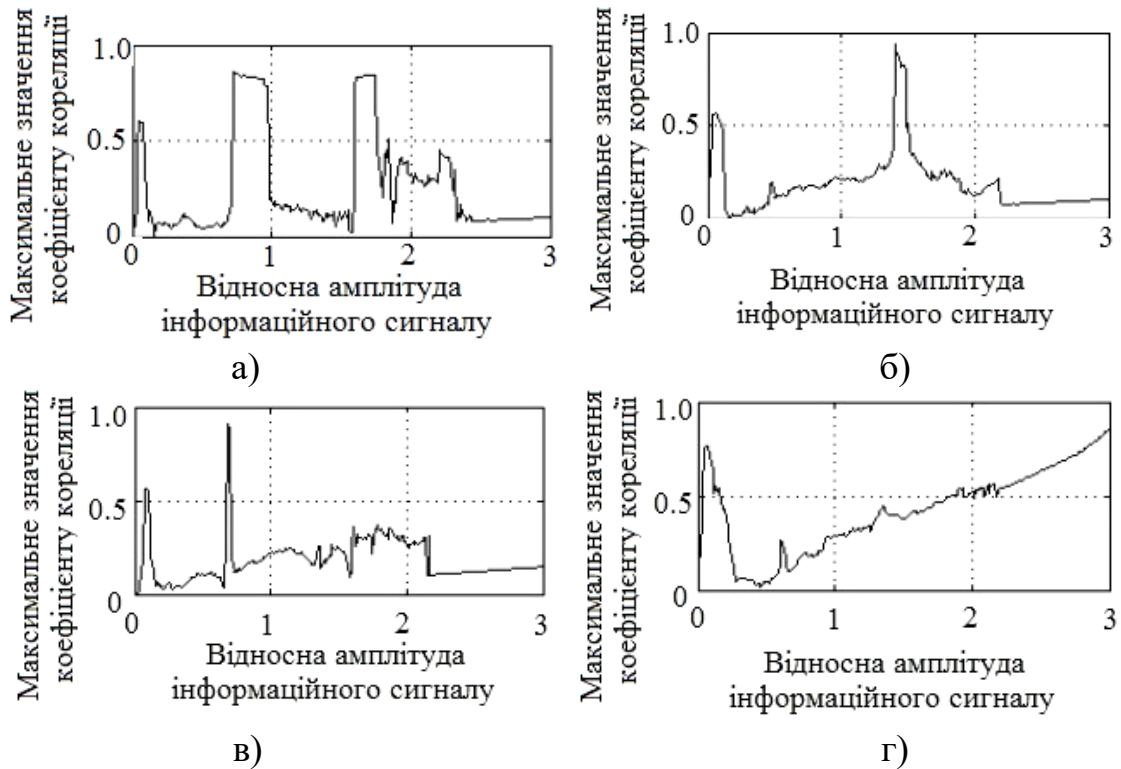 Максимальне значення
коефіцієнту кореляції
1.0
0.5
0
0
1
2
3
Відносна амплітуда
інформаційного сигналу
а)
Максимальне значення
коефіцієнту кореляції
1.0
0.5
0
0
1
2
3
Відносна амплітуда
інформаційного сигналу
б)
Максимальне значення
коефіцієнту кореляції
1.0
0.5
0
0
1
2
3
Відносна амплітуда
інформаційного сигналу
в)
Максимальне значення
коефіцієнту кореляції
1.0
0.5
0
0
1
2
3
Відносна амплітуда
інформаційного сигналу
г)